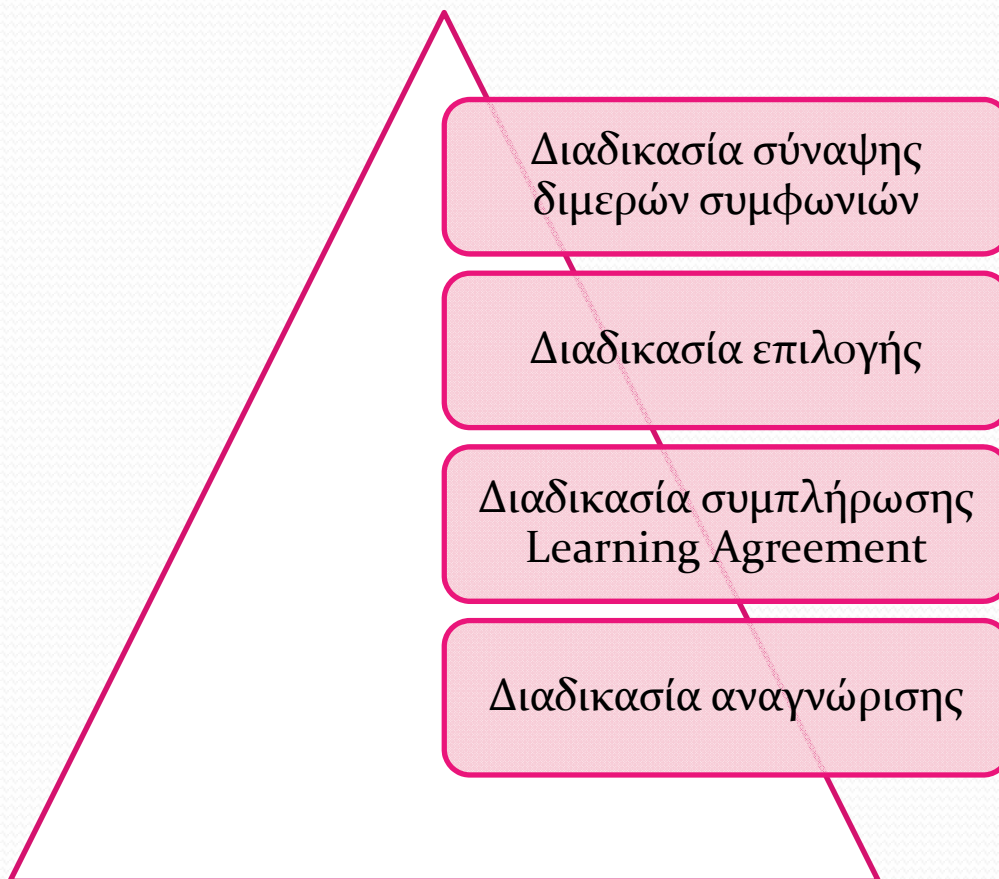 Διαδικασία σύναψης
διμερών συμφωνιών
Διαδικασία επιλογής
Διαδικασία συμπλήρωσης
Learning Agreement
Διαδικασία αναγνώρισης